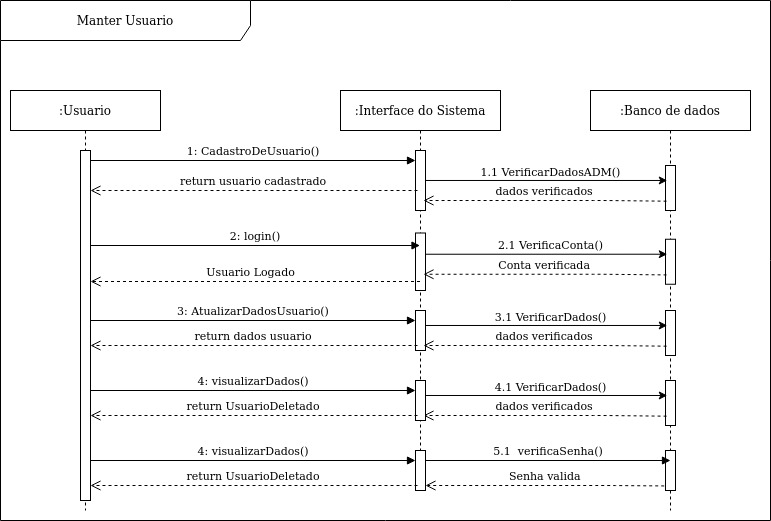 Manter Usuario
:Usuario
:Interface do Sistema
:Banco de dados
1: CadastroDeUsuario()
1.1 VerificarDadosADM()
return usuario cadastrado
dados verificados
2: login()
2.1 VerificaConta()
Usuario Logado
Conta verificada
3: AtualizarDadosUsuario()
3.1 VerificarDados()
return dados usuario
dados verificados
4: visualizarDados()
4.1 VerificarDados()
return UsuarioDeletado
dados verificados
4: visualizarDados()
5.1  verificaSenha()
return UsuarioDeletado
Senha valida